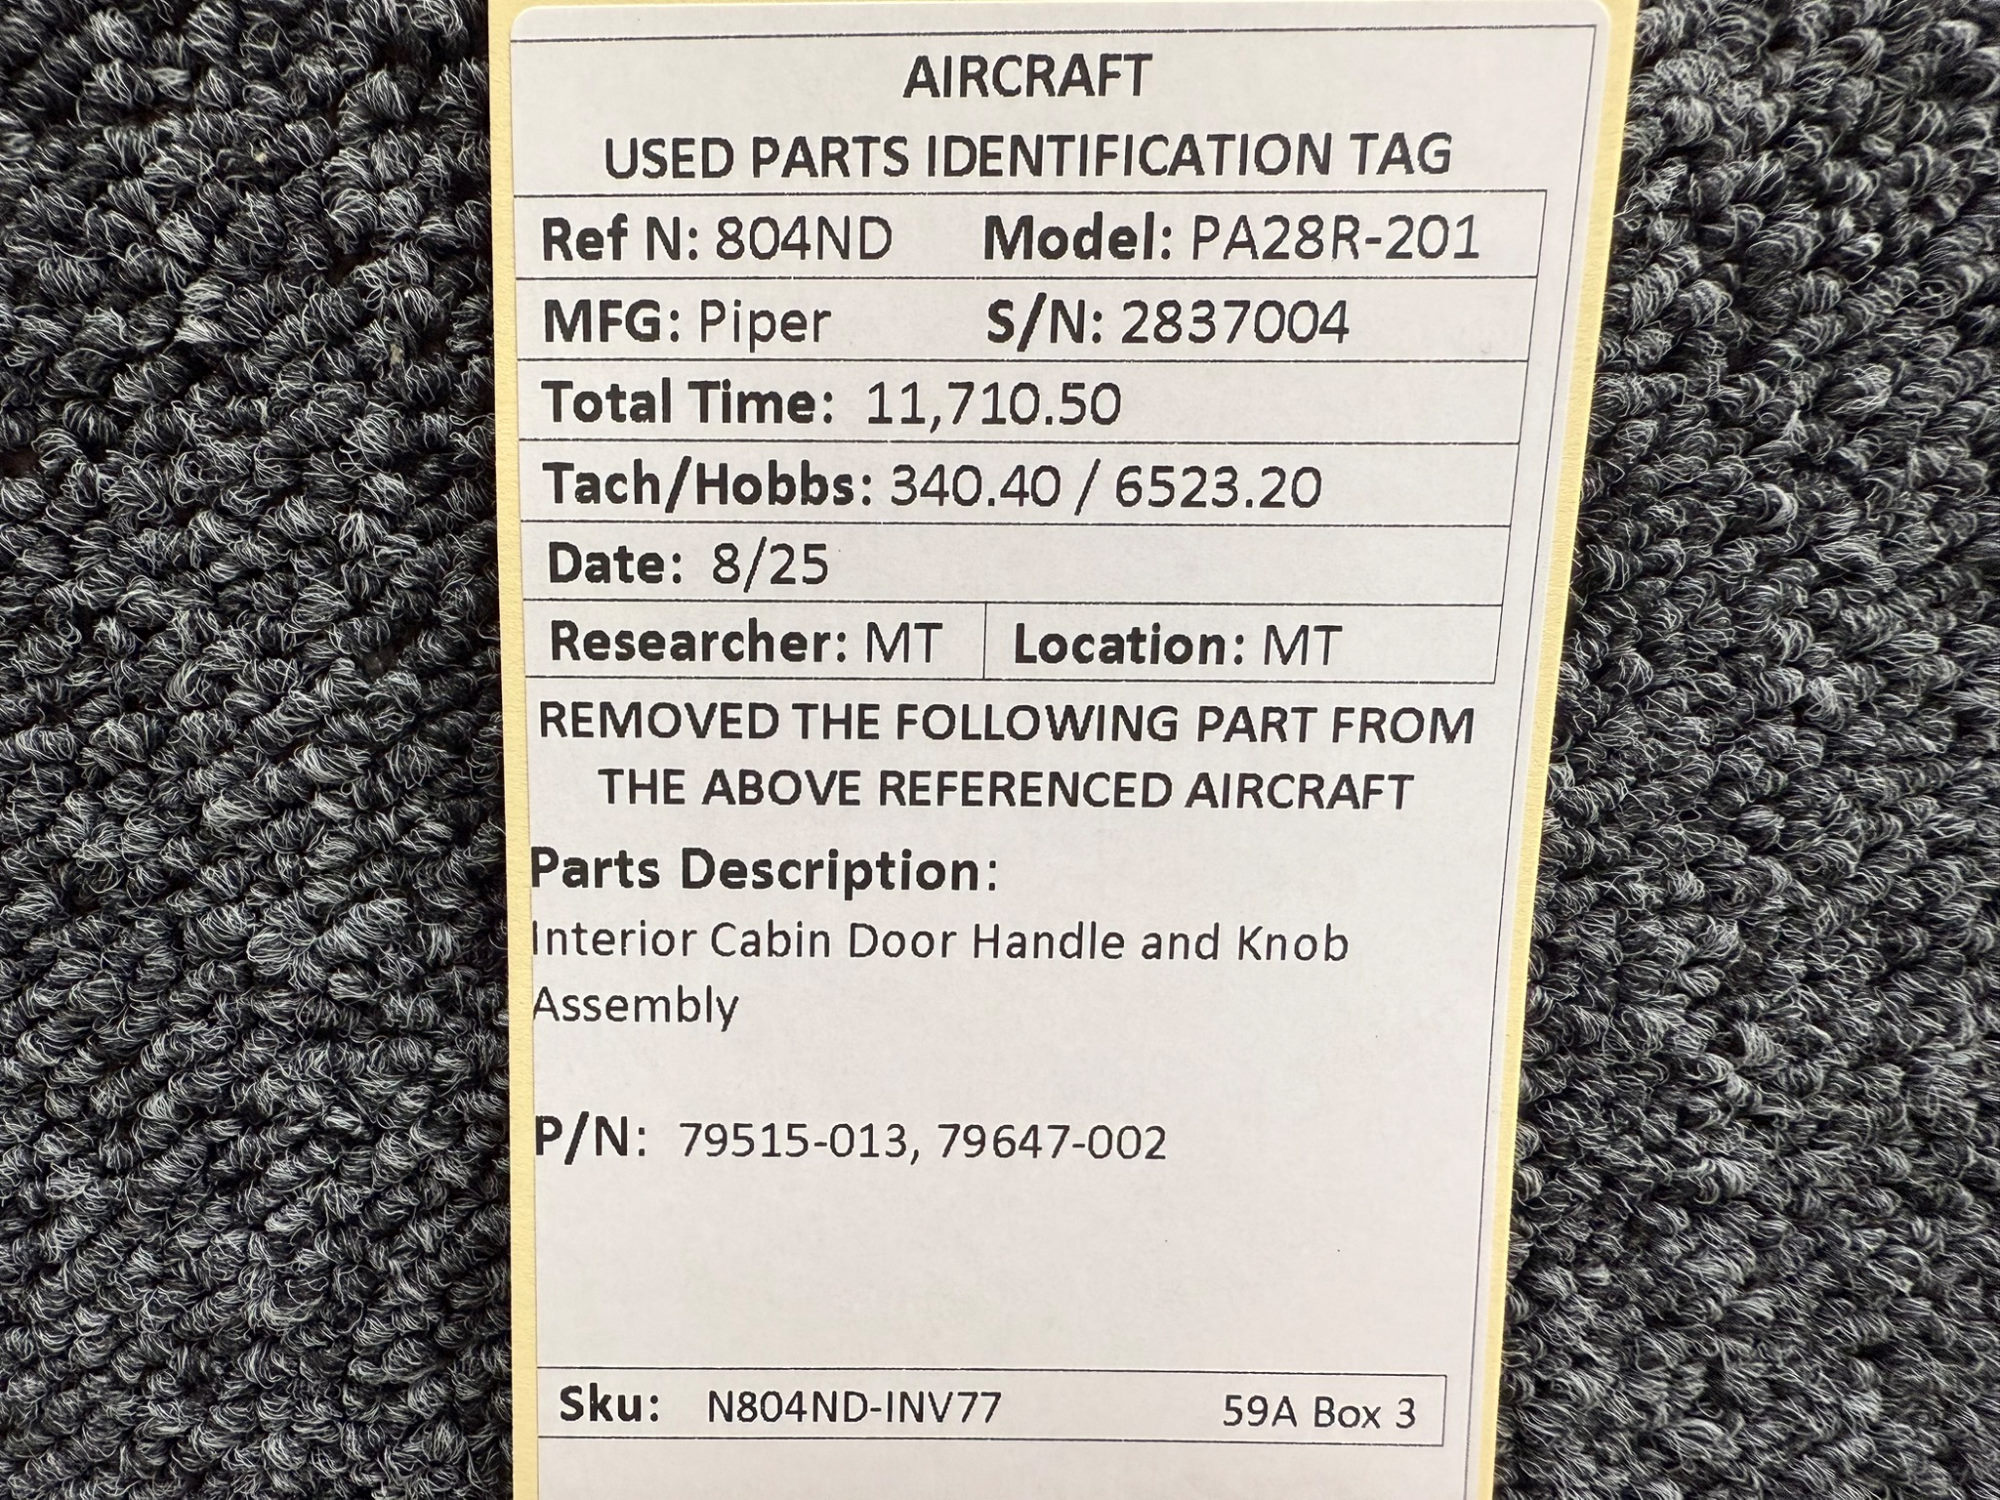 AIRCRAFT
USED PARTS IDENTIFICATION TAG
Ref N: 804ND Model: PA28R-201
MFG: Piper S/N: 2837004
Total Time: 11,710.50
Tach/Hobbs: 340.40 / 6523.20
Date: 8/25
Researcher: MT Location: MT
REMOVED THE FOLLOWING PART FROM
THE ABOVE REFERENCED AIRCRAFT
Parts Description:
Interior Cabin Door Handle and Knob
Assembly
P/N: 79515-013, 79647-002
Sku: N804ND-INV77 59A Box 3